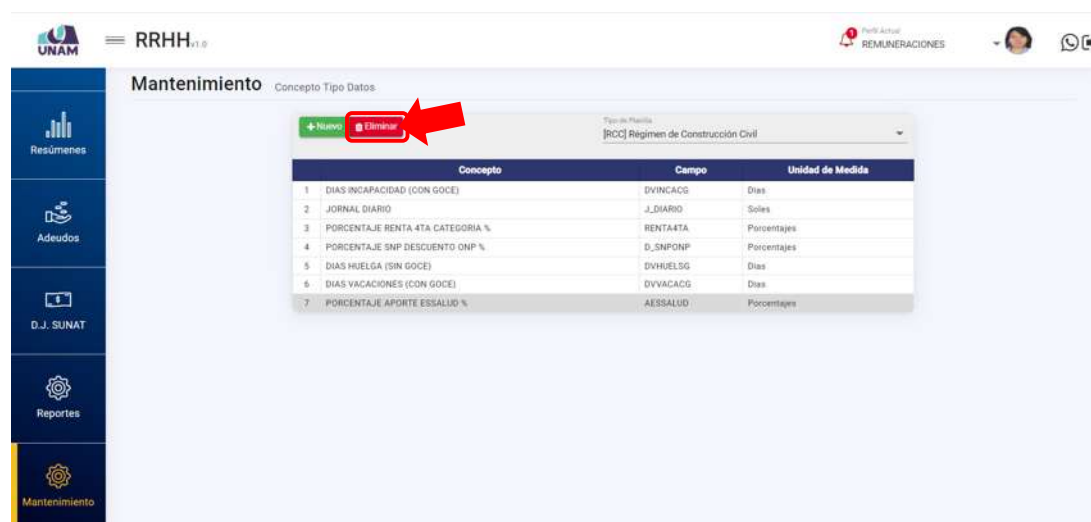 UNAM
RRHH v1.0
1
Perfil Actual
REMUNERACIONES
Mantenimiento Concepto Tipo Datos
Resúmenes
Adeudos
D.J. SUNAT
Reportes
Mantenimiento
+Nuevo Eliminar
Tipo de Planilla
[RCC] Régimen de Construcción Civil
Concepto Campo Unidad de Medida
1 DIAS INCAPACIDAD (CON GOCE) DVINCACG Dias
2 JORNAL DIARIO J_DIARIO Soles
3 PORCENTAJE RENTA 4TA CATEGORIA % RENTA4TA Porcentajes
4 PORCENTAJE SNP DESCUENTO ONP % D_SNPONP Porcentajes
5 DIAS HUELGA (SIN GOCE) DVHUELSG Dias
6 DIAS VACACIONES (CON GOCE) DVVACACG Dias
7 PORCENTAJE APORTE ESSALUD % AESSALUD Porcentajes